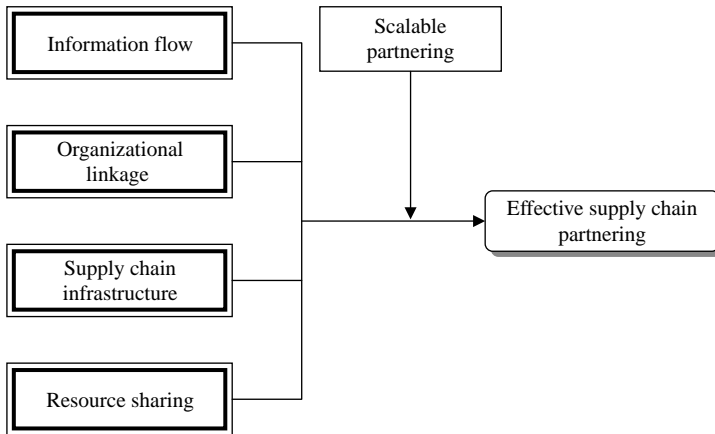 Information flow
Scalable
partnering
Organizational
linkage
Effective supply chain
partnering
Supply chain
infrastructure
Resource sharing